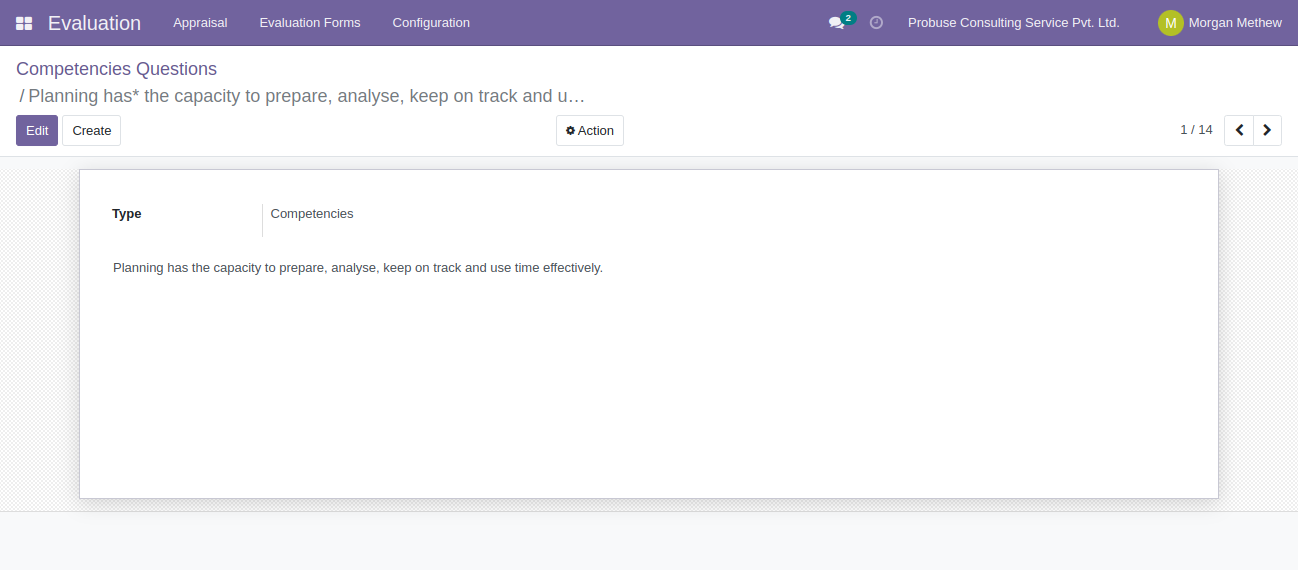 Evaluation Appraisal Evaluation Forms Configuration 2 Probuse Consulting Service Pvt. Ltd. M Morgan Methew
Competencies Questions
/ Planning has* the capacity to prepare, analyse, keep on track and u…
Edit Create Action 1 / 14
Type Competencies
Planning has the capacity to prepare, analyse, keep on track and use time effectively.